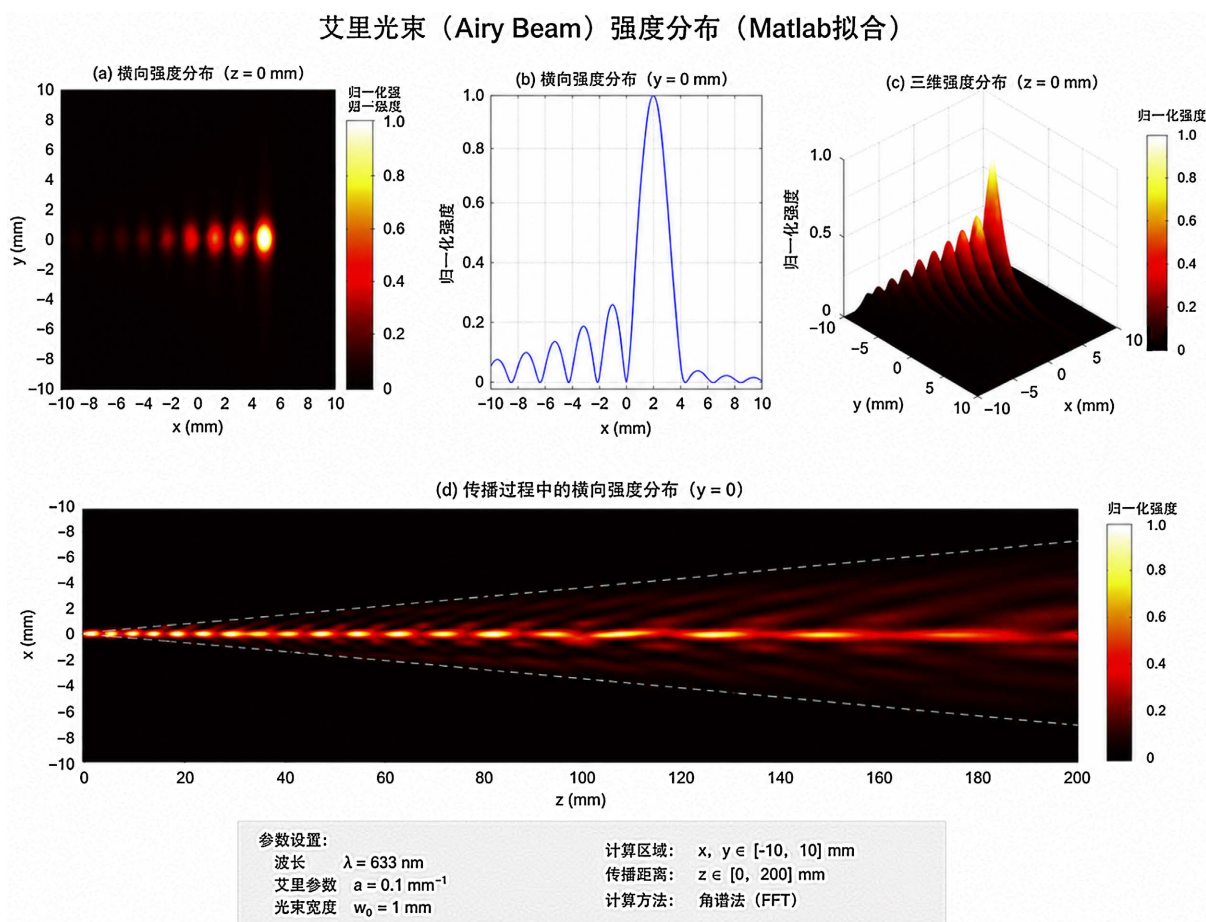 艾里光束（Airy Beam）强度分布（Matlab拟合）
(a) 横向强度分布（z = 0 mm）
归一化强
归一强度
10
8
6
4
2
0
−2
−4
−6
−8
−10
y (mm)
−10 −8 −6 −4 −2 0 2 4 6 8 10
x (mm)
1.0
0.8
0.6
0.4
0.2
0
(b) 横向强度分布（y = 0 mm）
归一化强度
1.0
0.8
0.6
0.4
0.2
0
−10 −8 −6 −4 −2 0 2 4 6 8 10
x (mm)
(c) 三维强度分布（z = 0 mm）
归一化强度
1.0
0.5
0
−10
−5
0
5
10
y (mm)
−10
−5
0
5
10
x (mm)
归一化强度
1.0
0.8
0.6
0.4
0.2
0
(d) 传播过程中的横向强度分布（y = 0）
−10
−8
−6
−4
2
2
0
−2
−4
−6
−8
−10
x (mm)
0 20 40 60 80 100 120 140 160 180 200
z (mm)
归一化强度
1.0
0.8
0.6
0.4
0.2
0
参数设置：
波长 λ = 633 nm
艾里参数 a = 0.1 mm⁻¹
光束宽度 w₀ = 1 mm
计算区域： x, y ∈ [-10, 10] mm
传播距离： z ∈ [0, 200] mm
计算方法： 角谱法（FFT）